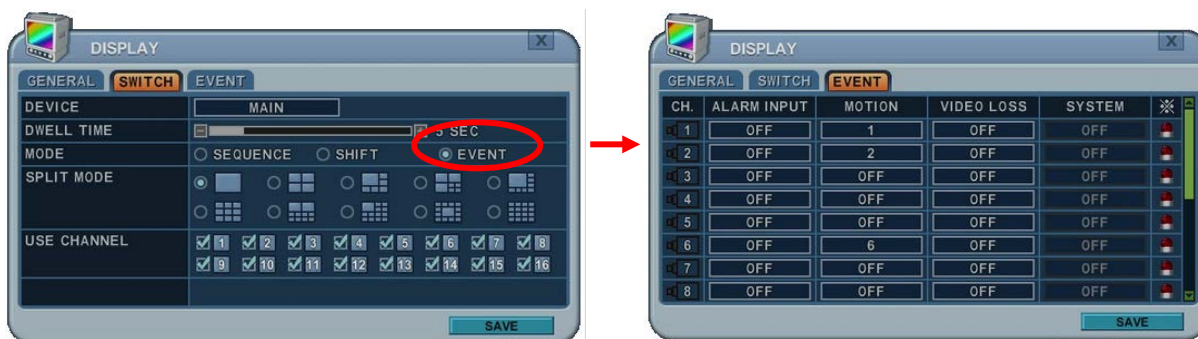 DISPLAY X
GENERAL SWITCH EVENT
DEVICE MAIN
DWELL TIME 5 SEC
MODE SEQUENCE SHIFT EVENT
SPLIT MODE
USE CHANNEL 1 2 3 4 5 6 7 8
9 10 11 12 13 14 15 16
SAVE
DISPLAY X
GENERAL SWITCH EVENT
CH. ALARM INPUT MOTION VIDEO LOSS SYSTEM ※
1 OFF 1 OFF OFF
2 OFF 2 OFF OFF
3 OFF OFF OFF OFF
4 OFF OFF OFF OFF
5 OFF OFF OFF OFF
6 OFF 6 OFF OFF
7 OFF OFF OFF OFF
8 OFF OFF OFF OFF
SAVE